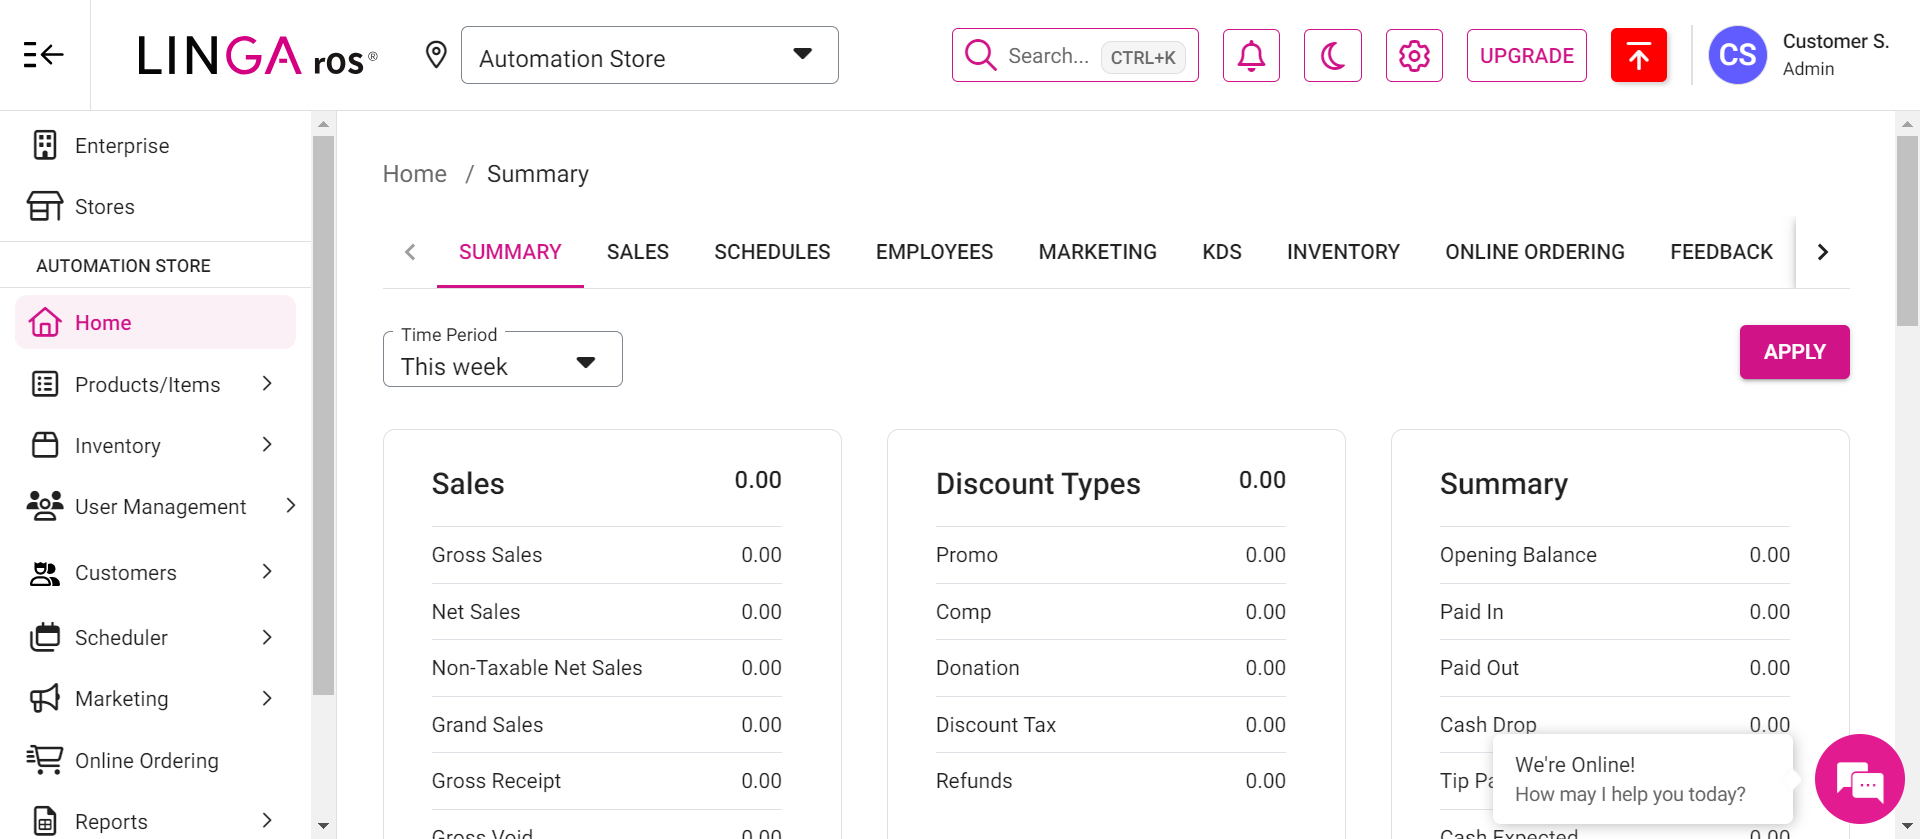 LINGA ros®
Automation Store
Search... CTRL+K
UPGRADE
CS
Customer S.
Admin
Enterprise
Stores
AUTOMATION STORE
Home
Products/Items
Inventory
User Management
Customers
Scheduler
Marketing
Online Ordering
Reports
Home / Summary
SUMMARY SALES SCHEDULES EMPLOYEES MARKETING KDS INVENTORY ONLINE ORDERING FEEDBACK
Time Period
This week
APPLY
Sales 0.00
Gross Sales 0.00
Net Sales 0.00
Non-Taxable Net Sales 0.00
Grand Sales 0.00
Gross Receipt 0.00
Gross Void 0.00
Discount Types 0.00
Promo 0.00
Comp 0.00
Donation 0.00
Discount Tax 0.00
Refunds 0.00
Summary
Opening Balance 0.00
Paid In 0.00
Paid Out 0.00
Cash Drop 0.00
Tip
Cash Expected 0.00
We're Online!
How may I help you today?